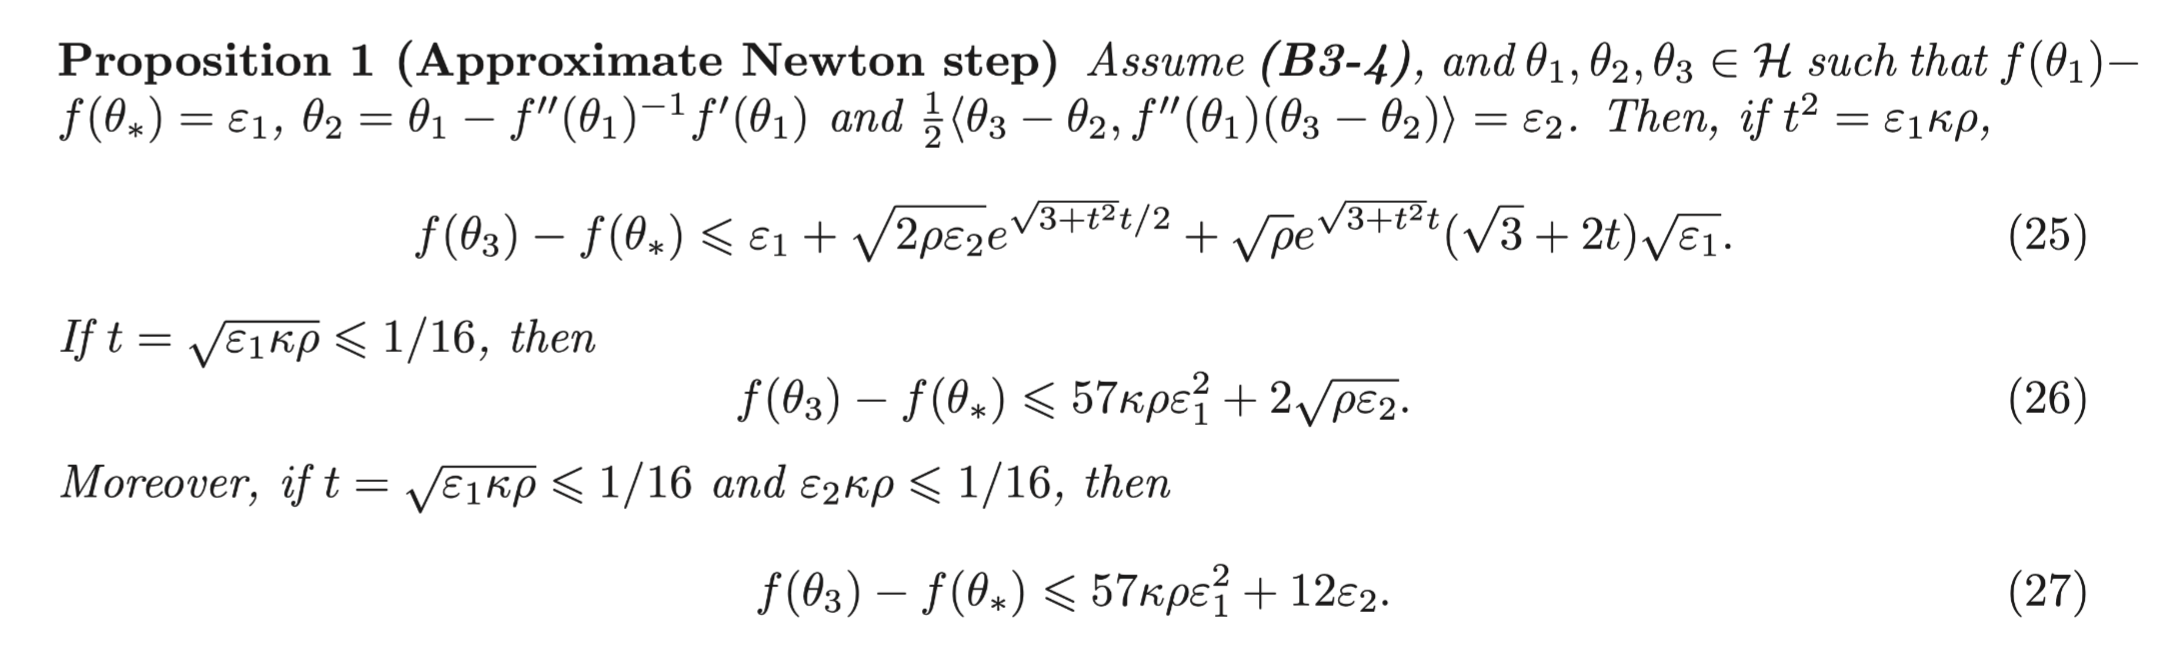 Proposition 1 (Approximate Newton step) Assume (B3-4), and θ₁, θ₂, θ₃ ∈ ℋ such that f(θ₁)−
f(θ∗) = ε₁, θ₂ = θ₁ − f″(θ₁)⁻¹f′(θ₁) and ½⟨θ₃ − θ₂, f″(θ₁)(θ₃ − θ₂)⟩ = ε₂. Then, if t² = ε₁κρ,
f(θ₃) − f(θ∗) ⩽ ε₁ + √(2ρε₂)e^{√(3+t²)t/2} + √ρe^{√(3+t²)t}(√3 + 2t)√ε₁. (25)
If t = √(ε₁κρ) ⩽ 1/16, then
f(θ₃) − f(θ∗) ⩽ 57κρε₁² + 2√(ρε₂). (26)
Moreover, if t = √(ε₁κρ) ⩽ 1/16 and ε₂κρ ⩽ 1/16, then
f(θ₃) − f(θ∗) ⩽ 57κρε₁² + 12ε₂. (27)